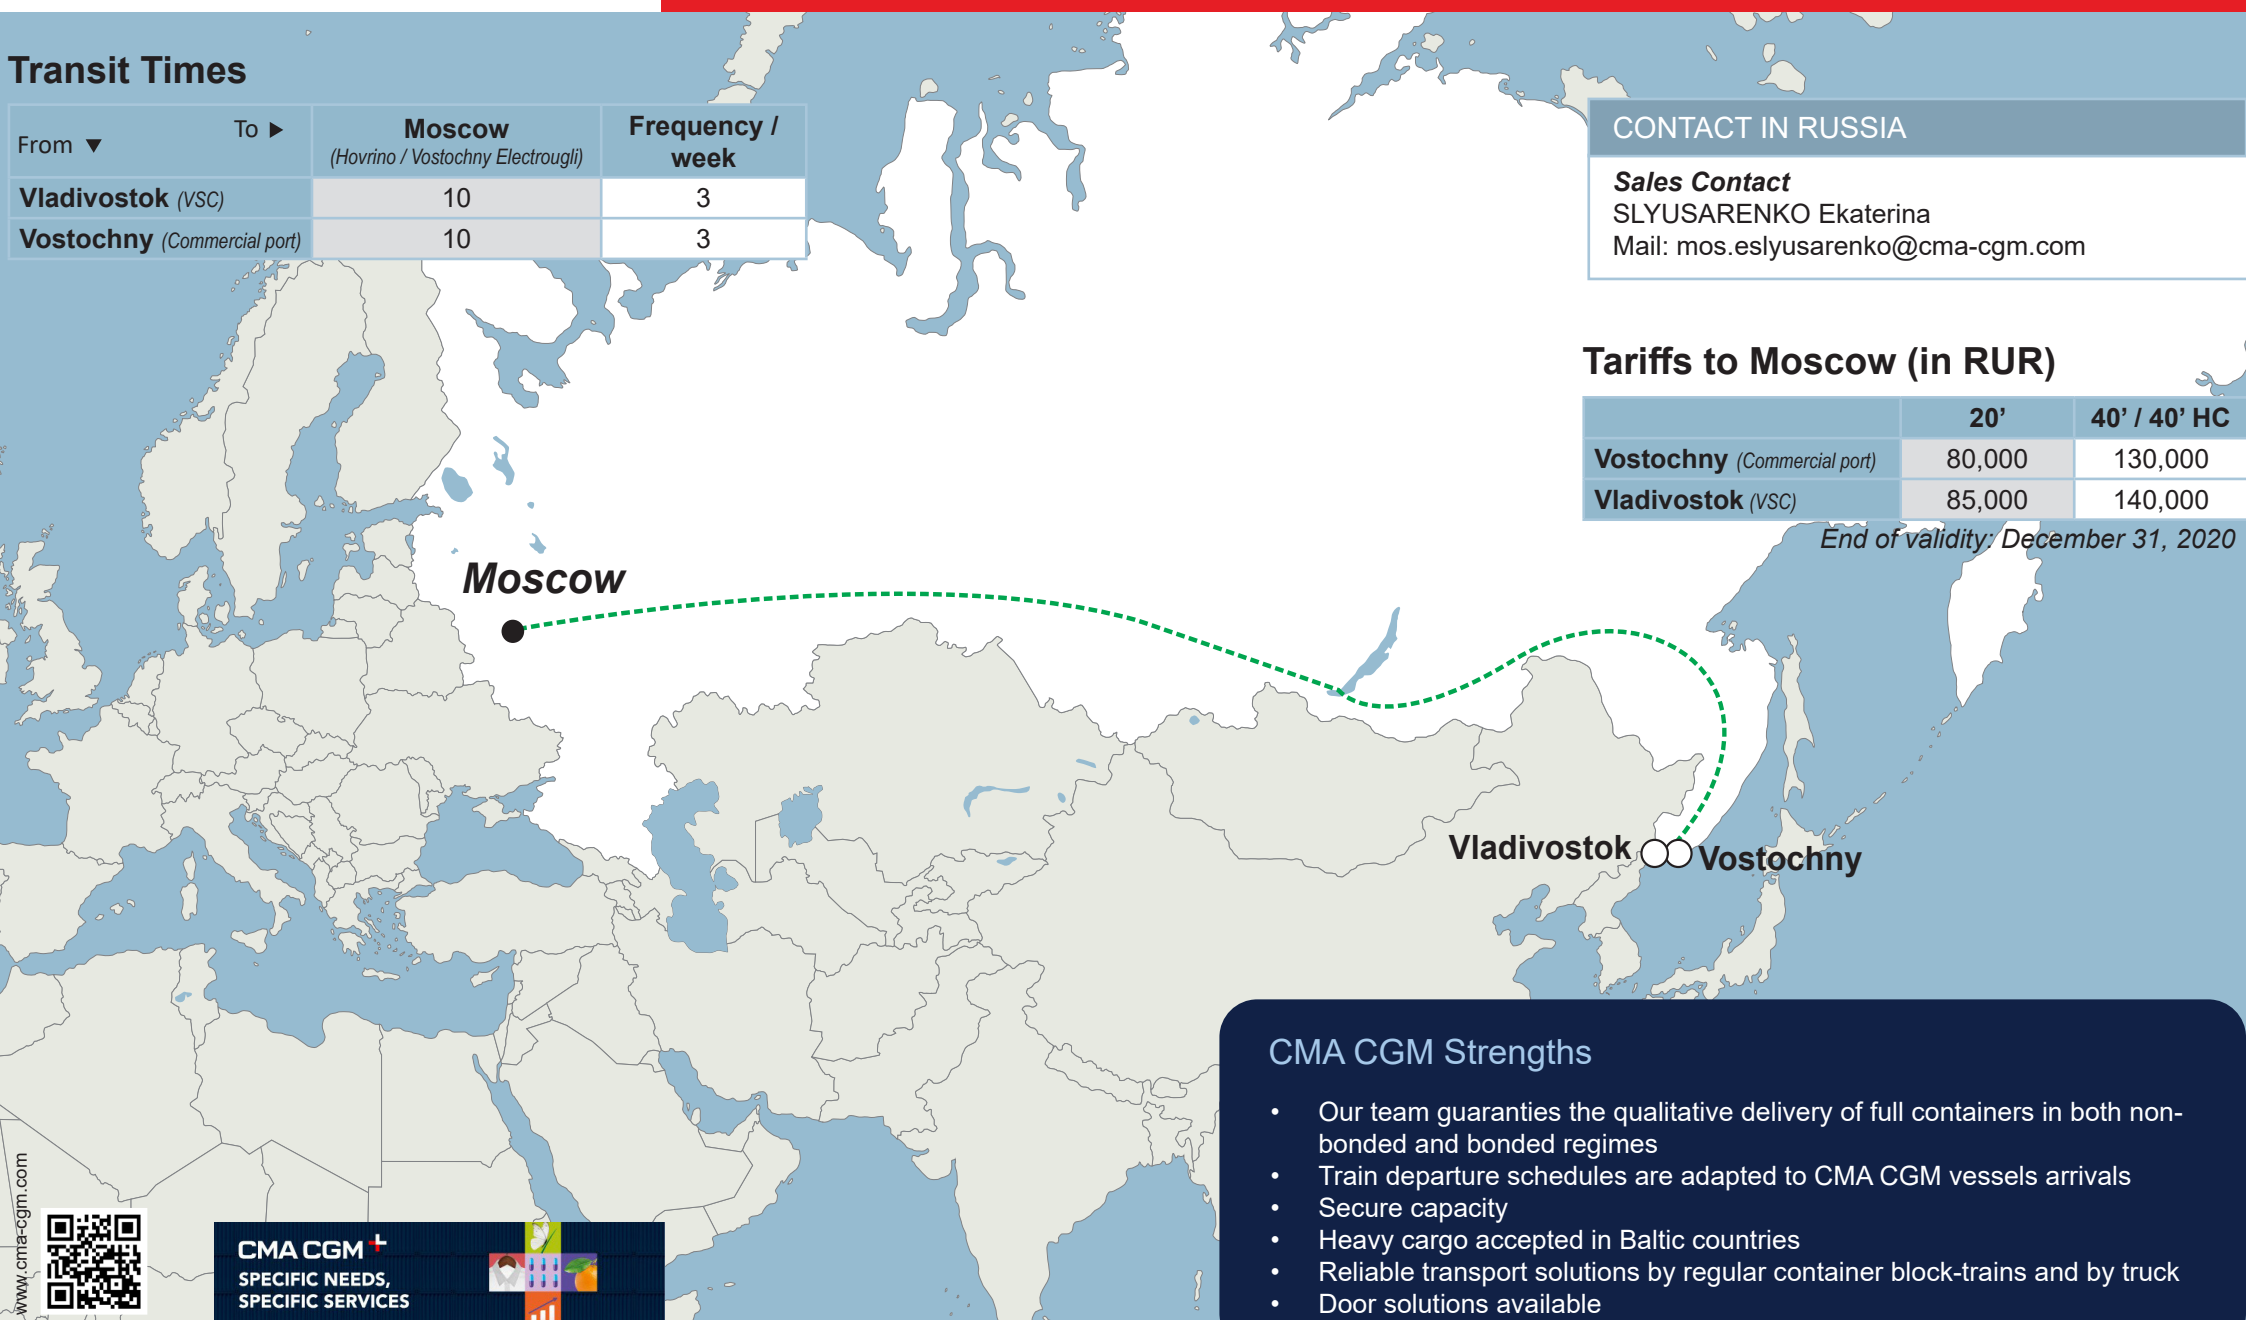 Transit Times
From ▼ To ▶ Moscow Frequency /
(Hovrino / Vostochny Electrougli) week
Vladivostok (VSC) 10 3
Vostochny (Commercial port) 10 3
CONTACT IN RUSSIA
Sales Contact
SLYUSARENKO Ekaterina
Mail: mos.eslyusarenko@cma-cgm.com
Tariffs to Moscow (in RUR)
20’ 40’ / 40’ HC
Vostochny (Commercial port) 80,000 130,000
Vladivostok (VSC) 85,000 140,000
End of validity: December 31, 2020
Moscow
Vladivostok
Vostochny
CMA CGM Strengths
• Our team guaranties the qualitative delivery of full containers in both non-
bonded and bonded regimes
• Train departure schedules are adapted to CMA CGM vessels arrivals
• Secure capacity
• Heavy cargo accepted in Baltic countries
• Reliable transport solutions by regular container block-trains and by truck
• Door solutions available
www.cma-cgm.com
CMA CGM +
SPECIFIC NEEDS,
SPECIFIC SERVICES